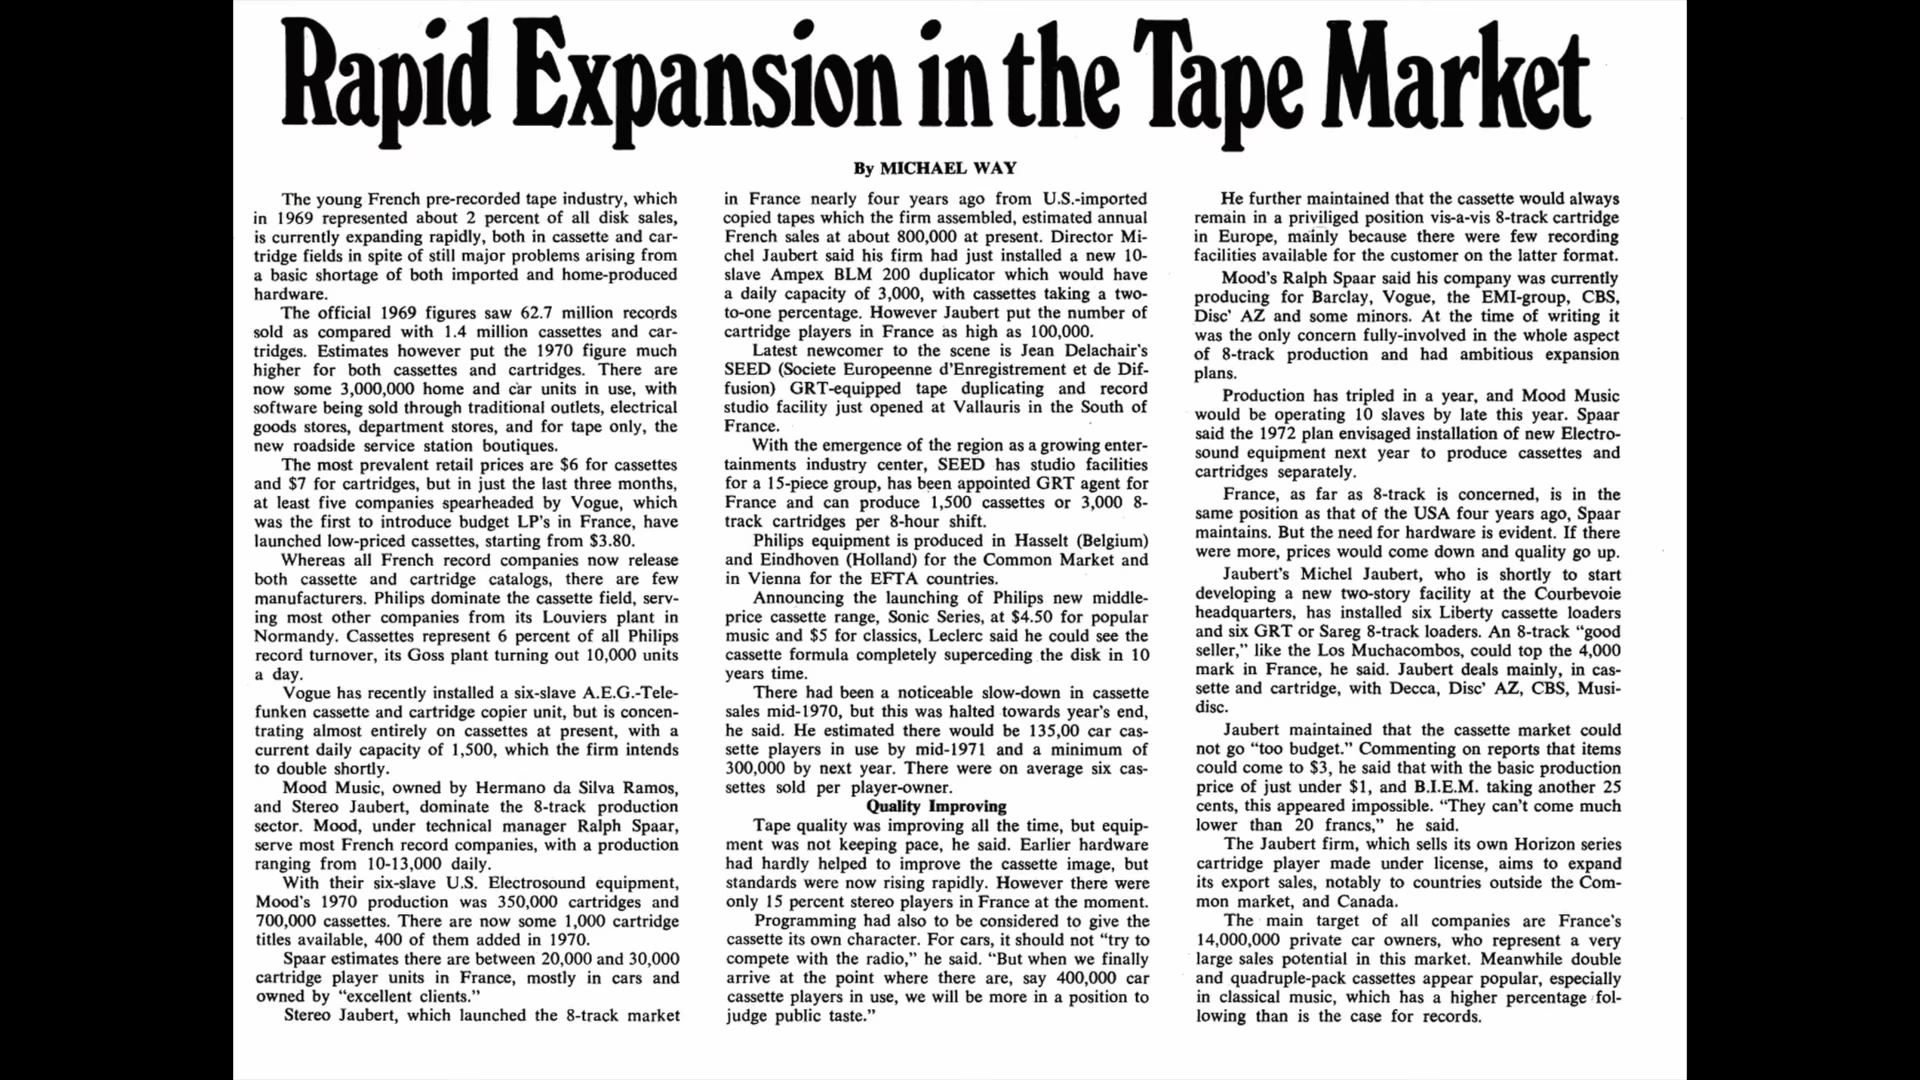 Rapid Expansion in the Tape Market
By MICHAEL WAY
The young French pre-recorded tape industry, which
in 1969 represented about 2 percent of all disk sales,
is currently expanding rapidly, both in cassette and car-
tridge fields in spite of still major problems arising from
a basic shortage of both imported and home-produced
hardware.
The official 1969 figures saw 62.7 million records
sold as compared with 1.4 million cassettes and car-
tridges. Estimates however put the 1970 figure much
higher for both cassettes and cartridges. There are
now some 3,000,000 home and car units in use, with
software being sold through traditional outlets, electrical
goods stores, department stores, and for tape only, the
new roadside service station boutiques.
The most prevalent retail prices are $6 for cassettes
and $7 for cartridges, but in just the last three months,
at least five companies spearheaded by Vogue, which
was the first to introduce budget LP's in France, have
launched low-priced cassettes, starting from $3.80.
Whereas all French record companies now release
both cassette and cartridge catalogs, there are few
manufacturers. Philips dominate the cassette field, serv-
ing most other companies from its Louviers plant in
Normandy. Cassettes represent 6 percent of all Philips
record turnover, its Goss plant turning out 10,000 units
a day.
Vogue has recently installed a six-slave A.E.G.-Tele-
funken cassette and cartridge copier unit, but is concen-
trating almost entirely on cassettes at present, with a
current daily capacity of 1,500, which the firm intends
to double shortly.
Mood Music, owned by Hermano da Silva Ramos,
and Stereo Jaubert, dominate the 8-track production
sector. Mood, under technical manager Ralph Spaar,
serve most French record companies, with a production
ranging from 10-13,000 daily.
With their six-slave U.S. Electrosound equipment,
Mood's 1970 production was 350,000 cartridges and
700,000 cassettes. There are now some 1,000 cartridge
titles available, 400 of them added in 1970.
Spaar estimates there are between 20,000 and 30,000
cartridge player units in France, mostly in cars and
owned by "excellent clients."
Stereo Jaubert, which launched the 8-track market
in France nearly four years ago from U.S.-imported
copied tapes which the firm assembled, estimated annual
French sales at about 800,000 at present. Director Mi-
chel Jaubert said his firm had just installed a new 10-
slave Ampex BLM 200 duplicator which would have
a daily capacity of 3,000, with cassettes taking a two-
to-one percentage. However Jaubert put the number of
cartridge players in France as high as 100,000.
Latest newcomer to the scene is Jean Delachair's
SEED (Societe Europeenne d'Enregistrement et de Dif-
fusion) GRT-equipped tape duplicating and record
studio facility just opened at Vallauris in the South of
France.
With the emergence of the region as a growing enter-
tainments industry center, SEED has studio facilities
for a 15-piece group, has been appointed GRT agent for
France and can produce 1,500 cassettes or 3,000 8-
track cartridges per 8-hour shift.
Philips equipment is produced in Hasselt (Belgium)
and Eindhoven (Holland) for the Common Market and
in Vienna for the EFTA countries.
Announcing the launching of Philips new middle-
price cassette range, Sonic Series, at $4.50 for popular
music and $5 for classics, Leclerc said he could see the
cassette formula completely superceding the disk in 10
years time.
There had been a noticeable slow-down in cassette
sales mid-1970, but this was halted towards year's end,
he said. He estimated there would be 135,00 car cas-
sette players in use by mid-1971 and a minimum of
300,000 by next year. There were on average six cas-
settes sold per player-owner.
Quality Improving
Tape quality was improving all the time, but equip-
ment was not keeping pace, he said. Earlier hardware
had hardly helped to improve the cassette image, but
standards were now rising rapidly. However there were
only 15 percent stereo players in France at the moment.
Programming had also to be considered to give the
cassette its own character. For cars, it should not "try to
compete with the radio," he said. "But when we finally
arrive at the point where there are, say 400,000 car
cassette players in use, we will be more in a position to
judge public taste."
He further maintained that the cassette would always
remain in a priviliged position vis-a-vis 8-track cartridge
in Europe, mainly because there were few recording
facilities available for the customer on the latter format.
Mood's Ralph Spaar said his company was currently
producing for Barclay, Vogue, the EMI-group, CBS,
Disc' AZ and some minors. At the time of writing it
was the only concern fully-involved in the whole aspect
of 8-track production and had ambitious expansion
plans.
Production has tripled in a year, and Mood Music
would be operating 10 slaves by late this year. Spaar
said the 1972 plan envisaged installation of new Electro-
sound equipment next year to produce cassettes and
cartridges separately.
France, as far as 8-track is concerned, is in the
same position as that of the USA four years ago, Spaar
maintains. But the need for hardware is evident. If there
were more, prices would come down and quality go up.
Jaubert's Michel Jaubert, who is shortly to start
developing a new two-story facility at the Courbevoie
headquarters, has installed six Liberty cassette loaders
and six GRT or Sareg 8-track loaders. An 8-track "good
seller," like the Los Muchacombos, could top the 4,000
mark in France, he said. Jaubert deals mainly, in cas-
sette and cartridge, with Decca, Disc' AZ, CBS, Musi-
disc.
Jaubert maintained that the cassette market could
not go "too budget." Commenting on reports that items
could come to $3, he said that with the basic production
price of just under $1, and B.I.E.M. taking another 25
cents, this appeared impossible. "They can't come much
lower than 20 francs," he said.
The Jaubert firm, which sells its own Horizon series
cartridge player made under license, aims to expand
its export sales, notably to countries outside the Com-
mon market, and Canada.
The main target of all companies are France's
14,000,000 private car owners, who represent a very
large sales potential in this market. Meanwhile double
and quadruple-pack cassettes appear popular, especially
in classical music, which has a higher percentage fol-
lowing than is the case for records.